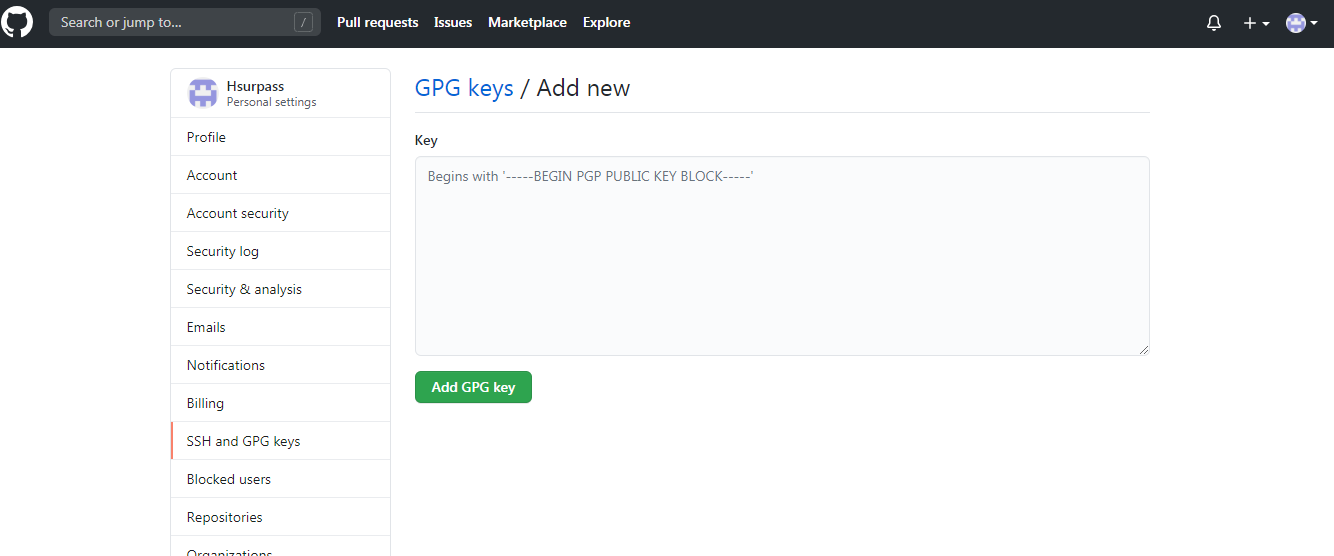 Search or jump to... /
Pull requests Issues Marketplace Explore
Hsurpass
Personal settings
Profile
Account
Account security
Security log
Security & analysis
Emails
Notifications
Billing
SSH and GPG keys
Blocked users
Repositories
Organizations
GPG keys / Add new
Key
Begins with '-----BEGIN PGP PUBLIC KEY BLOCK-----'
Add GPG key